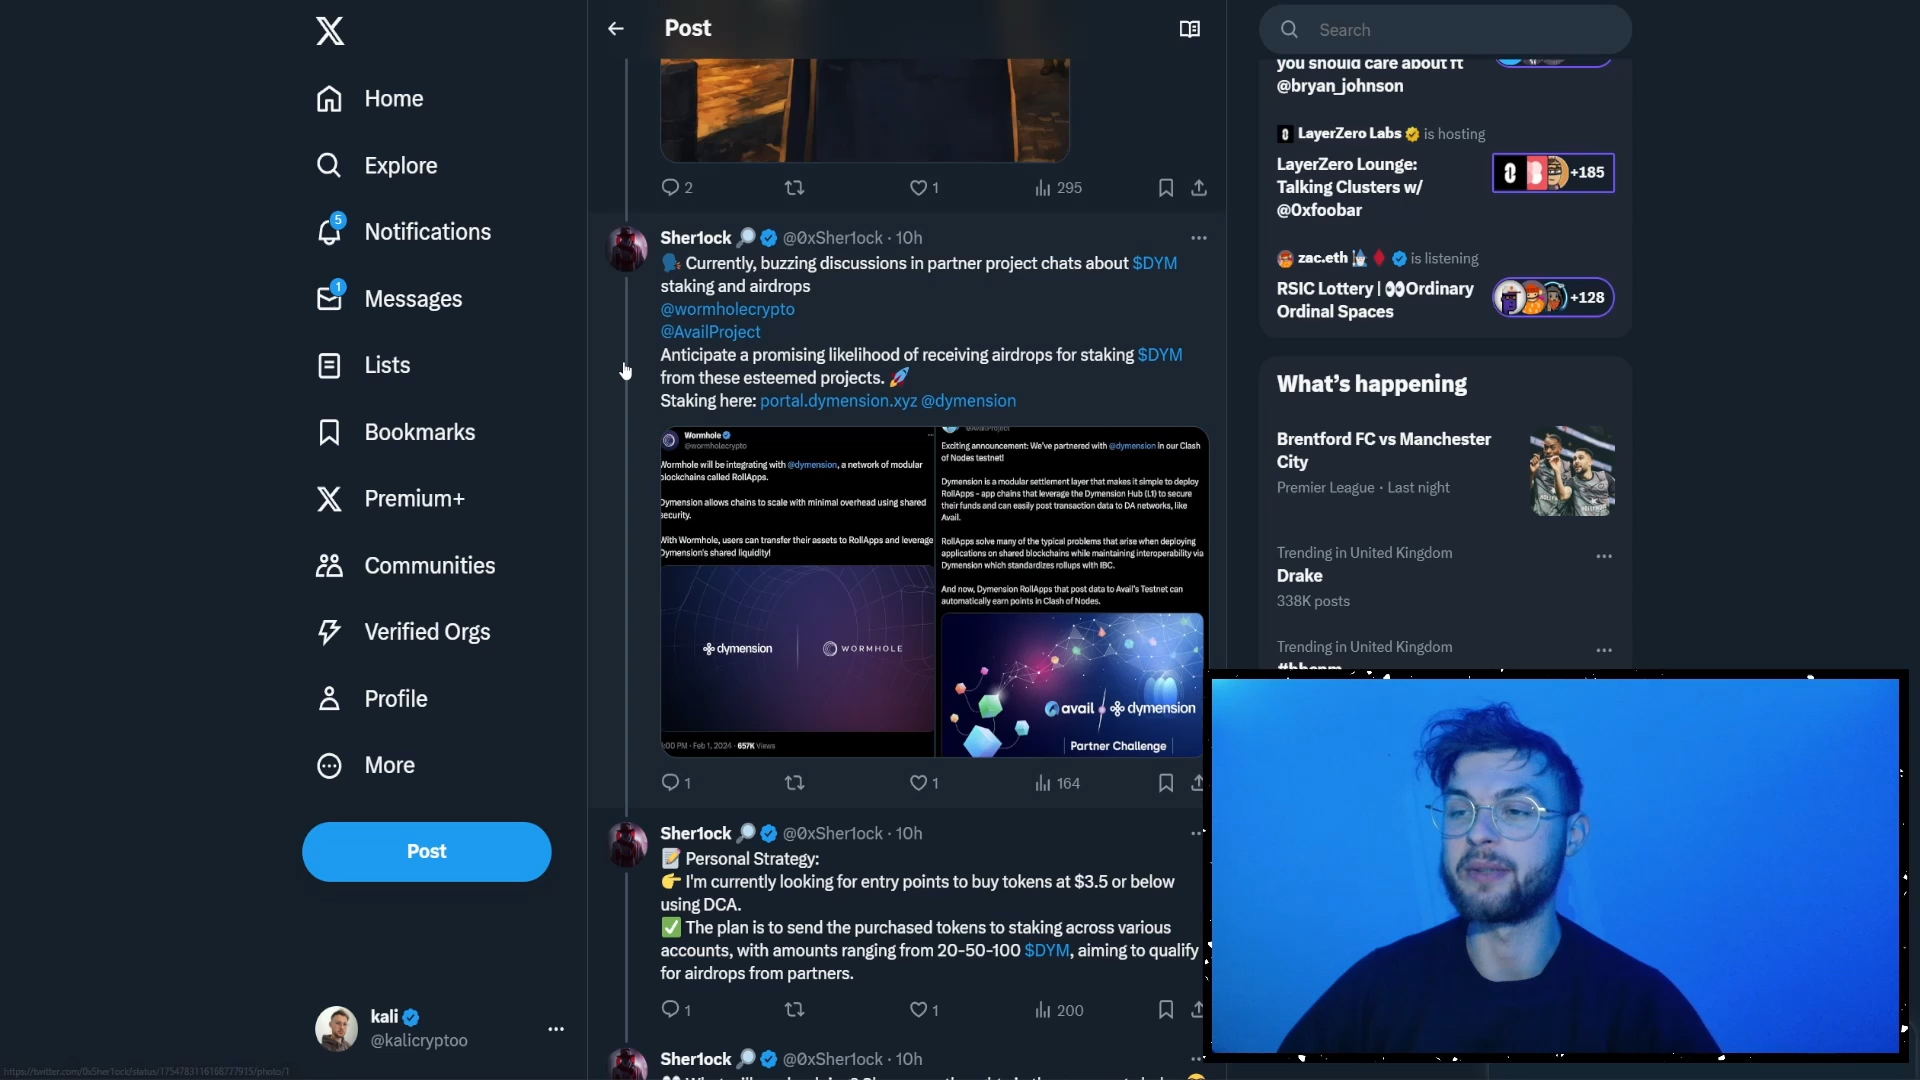 Home
Explore
5
Notifications
1
Messages
Lists
Bookmarks
Premium+
Communities
Verified Orgs
Profile
More
Post
kali
@kalicryptoo
https://twitter.com/0xSher1ock/status/1754783116168777915/photo/1
Post
2
1
295
Sher1ock @0xSher1ock · 10h
Currently, buzzing discussions in partner project chats about $DYM
staking and airdrops
@wormholecrypto
@AvailProject
Anticipate a promising likelihood of receiving airdrops for staking $DYM
from these esteemed projects.
Staking here: portal.dymension.xyz @dymension
Wormhole
@wormholecrypto
Wormhole will be integrating with @dymension, a network of modular
blockchains called RollApps.
Dymension allows chains to scale with minimal overhead using shared
security.
With Wormhole, users can transfer their assets to RollApps and leverage
Dymension's shared liquidity!
dymension
WORMHOLE
:00 PM · Feb 1, 2024 · 657K Views
@AvailProject
Exciting announcement: We've partnered with @dymension in our Clash
of Nodes testnet!
Dymension is a modular settlement layer that makes it simple to deploy
RollApps - app chains that leverage the Dymension Hub (L1) to secure
their funds and can easily post transaction data to DA networks, like
Avail.
RollApps solve many of the typical problems that arise when deploying
applications on shared blockchains while maintaining interoperability via
Dymension which standardizes rollups with IBC.
And now, Dymension RollApps that post data to Avail's Testnet can
automatically earn points in Clash of Nodes.
avail dymension
Partner Challenge
1
1
164
Sher1ock @0xSher1ock · 10h
Personal Strategy:
I'm currently looking for entry points to buy tokens at $3.5 or below
using DCA.
The plan is to send the purchased tokens to staking across various
accounts, with amounts ranging from 20-50-100 $DYM, aiming to qualify
for airdrops from partners.
1
1
200
Sher1ock @0xSher1ock · 10h
Search
you should care about ft
@bryan_johnson
LayerZero Labs is hosting
LayerZero Lounge:
Talking Clusters w/
@0xfoobar
+185
zac.eth is listening
RSIC Lottery | Ordinary
Ordinal Spaces
+128
What's happening
Brentford FC vs Manchester
City
Premier League · Last night
Trending in United Kingdom
Drake
338K posts
Trending in United Kingdom